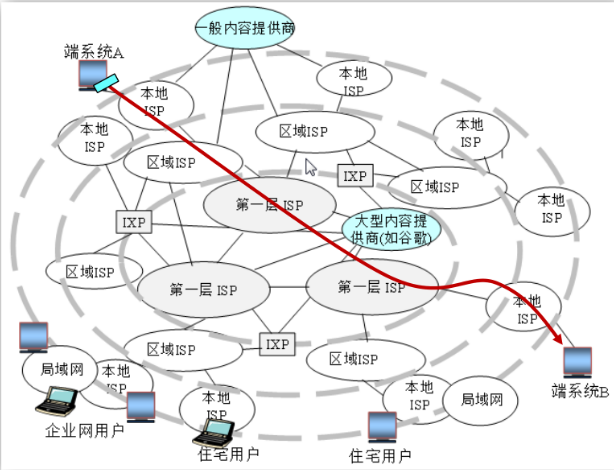 一般内容提供商
端系统A
本地
ISP
本地
ISP
本地
ISP
区域ISP
本地
ISP
区域ISP
IXP
区域ISP
第一层 ISP
本地
ISP
IXP
大型内容提
供商(如谷歌)
区域ISP
第一层 ISP
第一层 ISP
本地
ISP
IXP
区域ISP
区域ISP
端系统B
局域网
本地
ISP
本地
ISP
本地
ISP
局域网
企业网用户
住宅用户
住宅用户